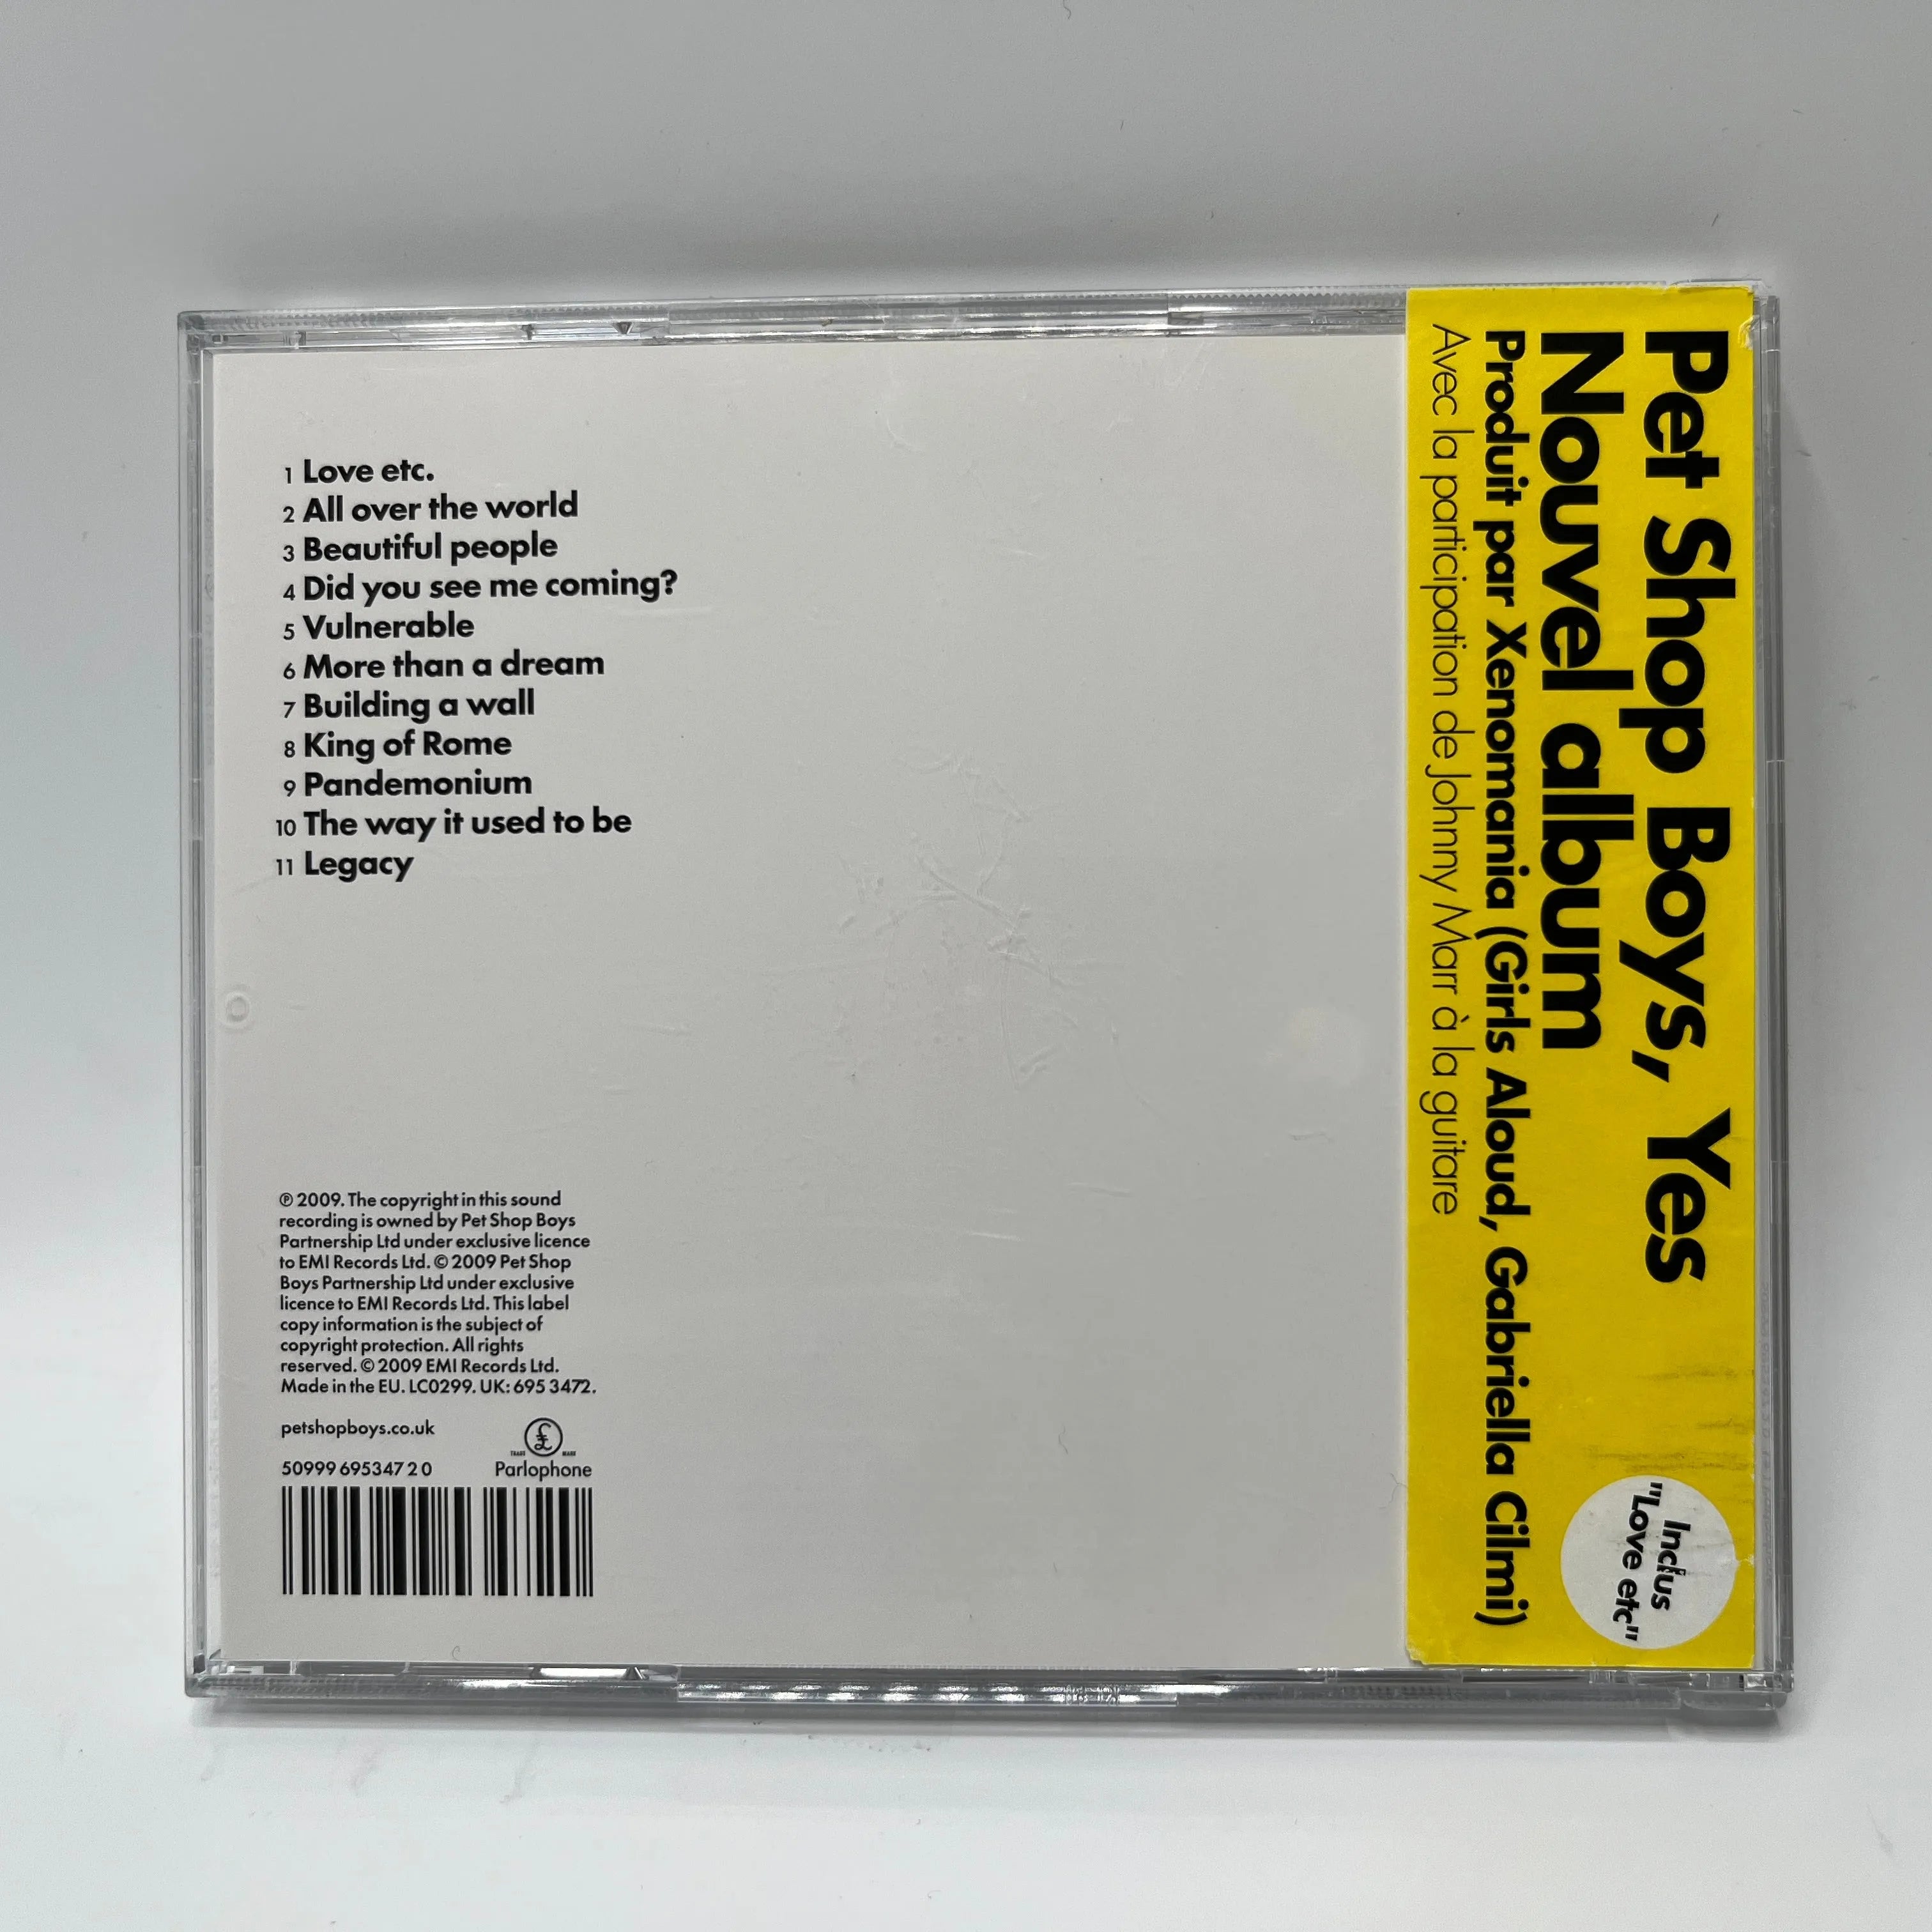 1 Love etc.
2 All over the world
3 Beautiful people
4 Did you see me coming?
5 Vulnerable
6 More than a dream
7 Building a wall
8 King of Rome
9 Pandemonium
10 The way it used to be
11 Legacy
℗ 2009. The copyright in this sound
recording is owned by Pet Shop Boys
Partnership Ltd under exclusive licence
to EMI Records Ltd. © 2009 Pet Shop
Boys Partnership Ltd under exclusive
licence to EMI Records Ltd. This label
copy information is the subject of
copyright protection. All rights
reserved. © 2009 EMI Records Ltd.
Made in the EU. LC0299. UK: 695 3472.
petshopboys.co.uk
TRADE £ MARK
50999 695347 2 0
Parlophone
Pet Shop Boys, Yes
Nouvel album
Produit par Xenomania (Girls Aloud, Gabriella Cilmi)
Avec la participation de Johnny Marr à la guitare
Inclus
"Love etc"